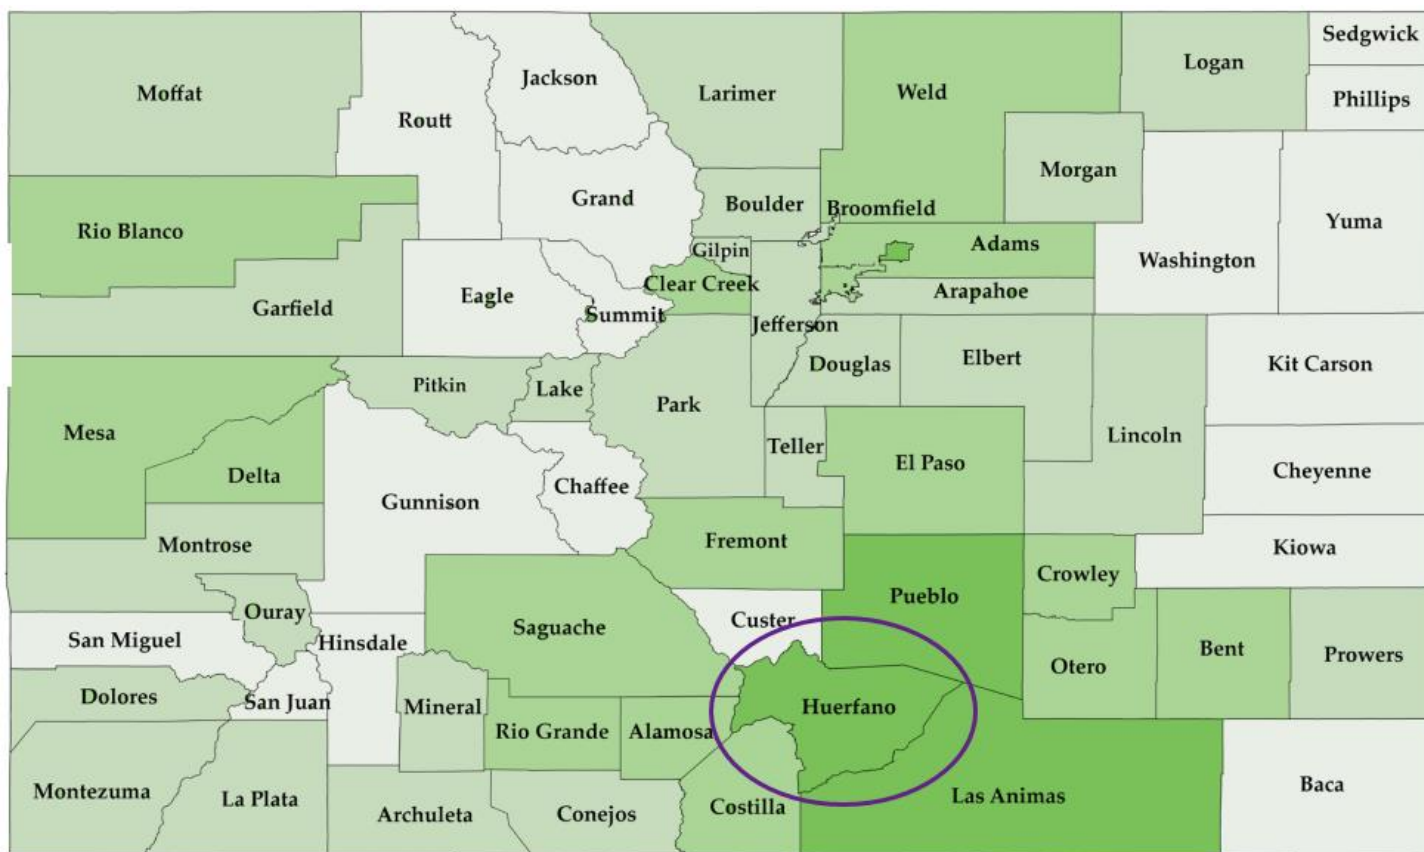 Sedgwick
Moffat
Jackson
Larimer
Weld
Logan
Phillips
Routt
Morgan
Grand
Boulder
Broomfield
Yuma
Rio Blanco
Gilpin
Adams
Washington
Garfield
Eagle
Clear Creek
Arapahoe
Summit
Jefferson
Douglas
Elbert
Kit Carson
Pitkin
Lake
Park
Mesa
Teller
Lincoln
Delta
El Paso
Cheyenne
Gunnison
Chaffee
Montrose
Fremont
Kiowa
Crowley
Ouray
Pueblo
San Miguel
Hinsdale
Saguache
Custer
Otero
Bent
Prowers
Dolores
San Juan
Mineral
Rio Grande
Alamosa
Huerfano
Montezuma
La Plata
Archuleta
Conejos
Costilla
Las Animas
Baca